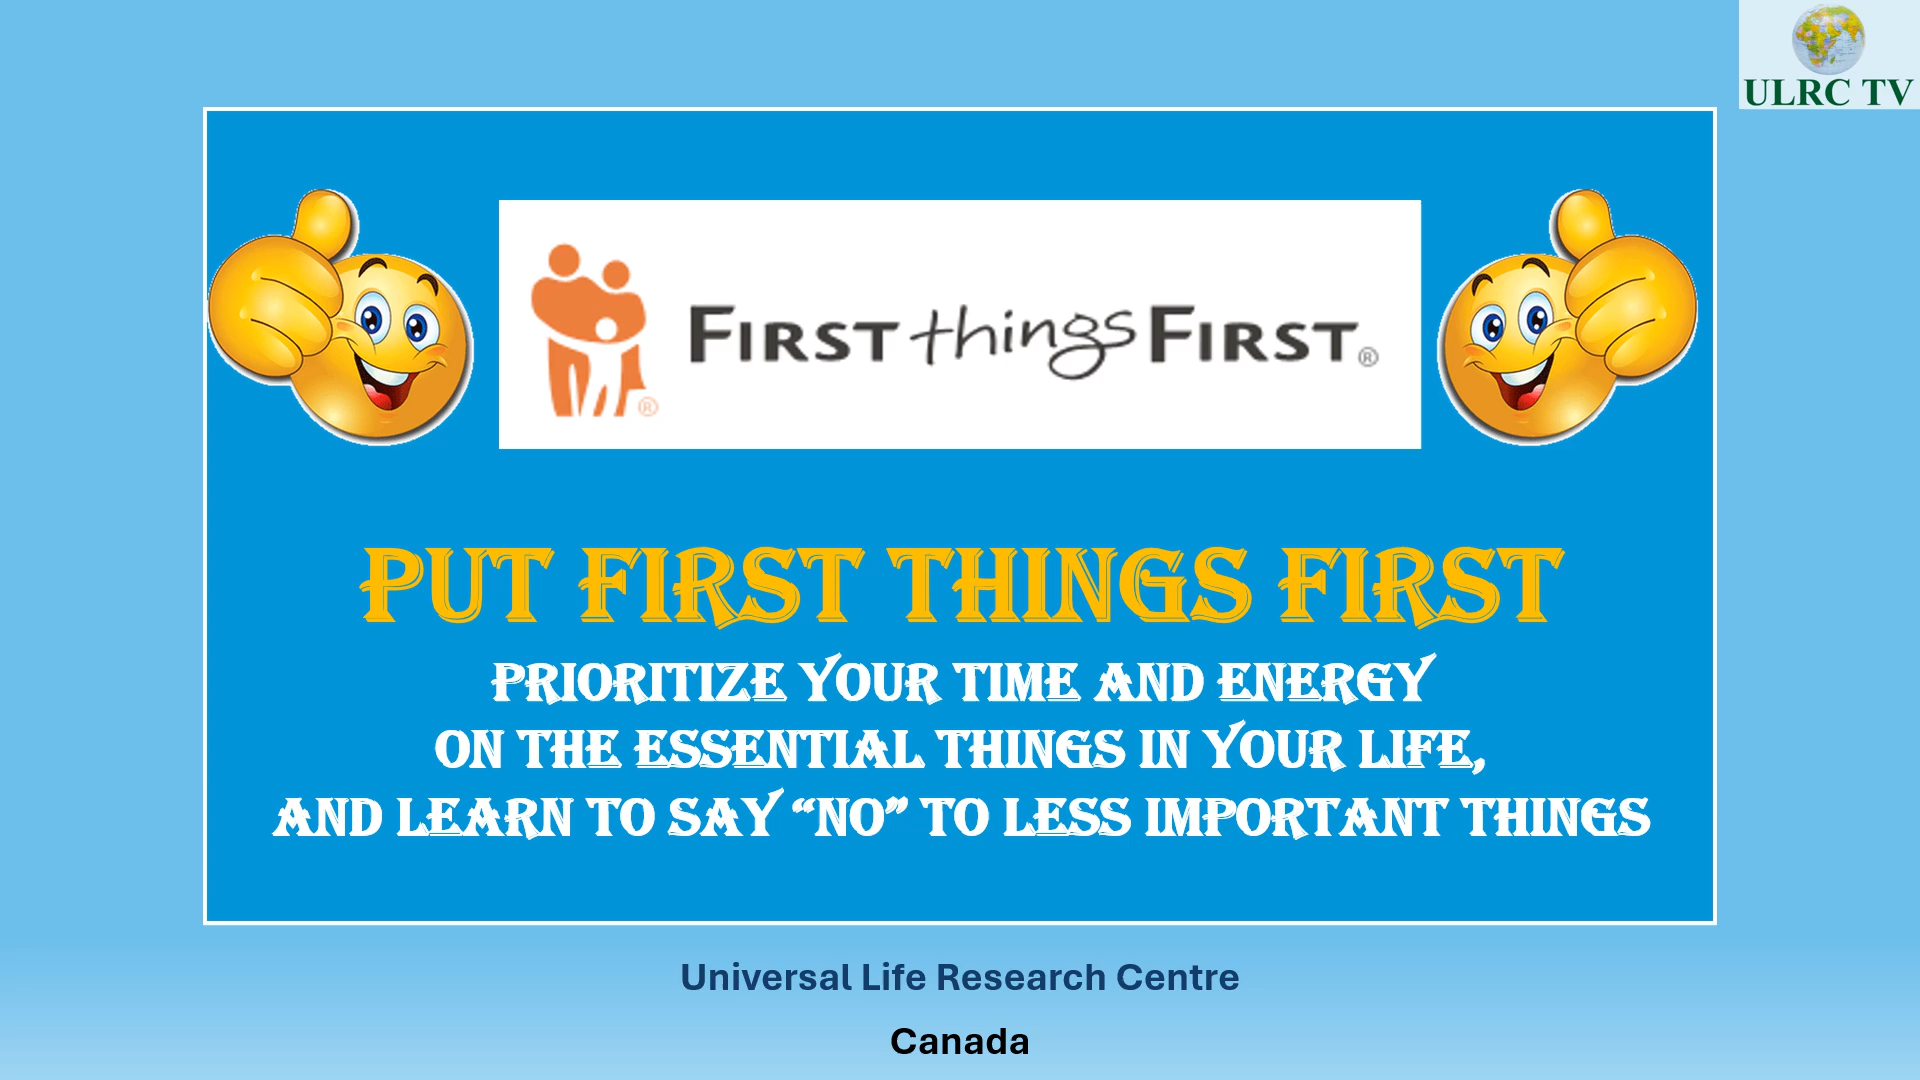 ULRC TV
FIRST things FIRST®
®
PUT FIRST THINGS FIRST
PRIORITIZE YOUR TIME AND ENERGY
ON THE ESSENTIAL THINGS IN YOUR LIFE,
AND LEARN TO SAY “NO” TO LESS IMPORTANT THINGS
Universal Life Research Centre
Canada